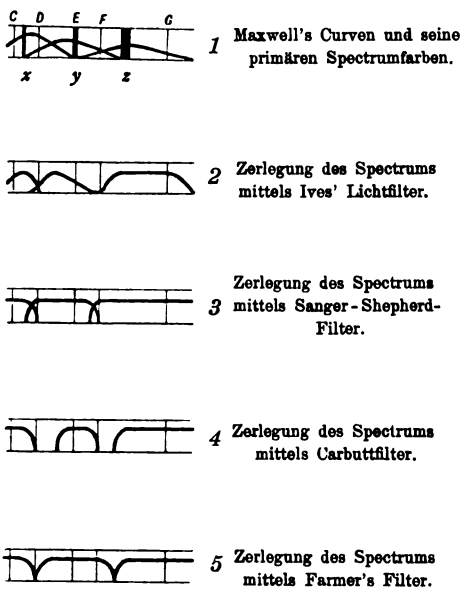 C D E F G
x y z
1 Maxwell's Curven und seine
primären Spectrumfarben.
2 Zerlegung des Spectrums
mittels Ives' Lichtfilter.
3 Zerlegung des Spectrums
mittels Sanger-Shepherd-
Filter.
4 Zerlegung des Spectrums
mittels Carbuttfilter.
5 Zerlegung des Spectrums
mittels Farmer's Filter.